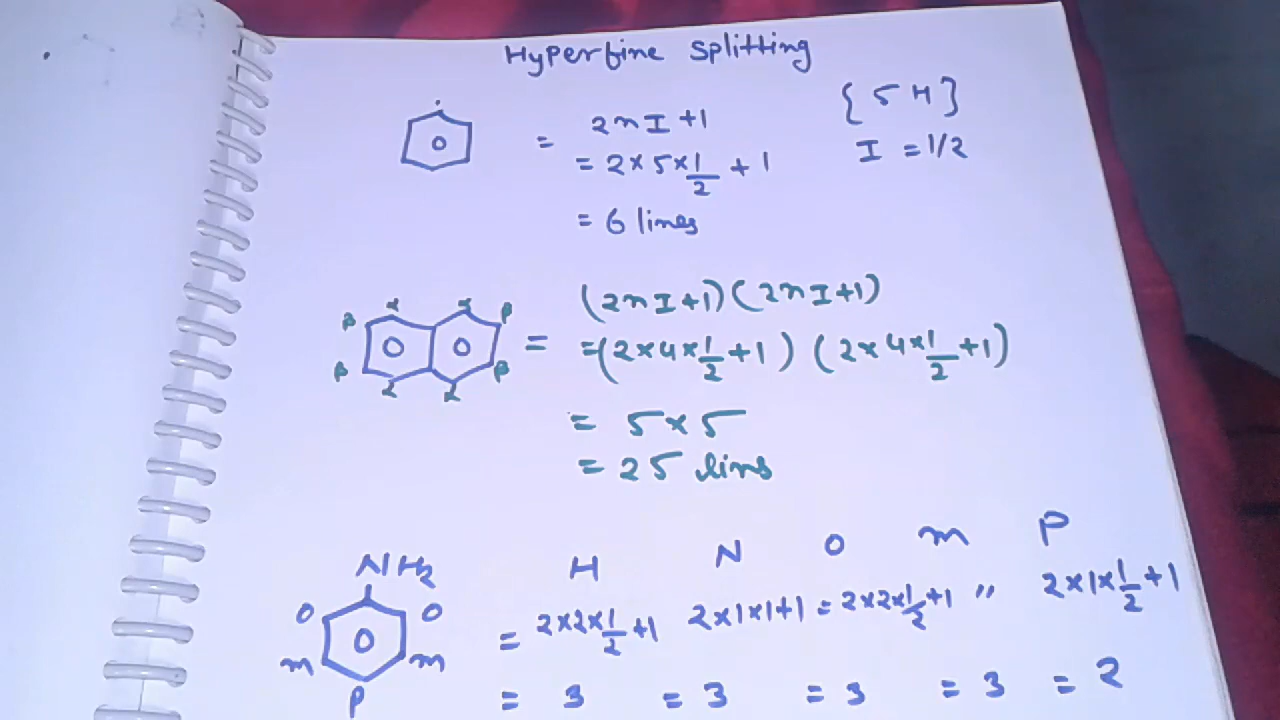 Hyperfine Splitting
= 2nI+1 {5H}
= 2×5×1/2 + 1 I = 1/2
= 6 lines
α α
β β
= (2nI+1)(2nI+1)
=(2×4×1/2+1) (2×4×1/2+1)
β β
α α
= 5×5
= 25 lins
NH2 H N O m P
O O = 2×2×1/2+1 2×1×1+1 = 2×2×1/2+1 " 2×1×1/2+1
m m
P = 3 = 3 = 3 = 3 = 2